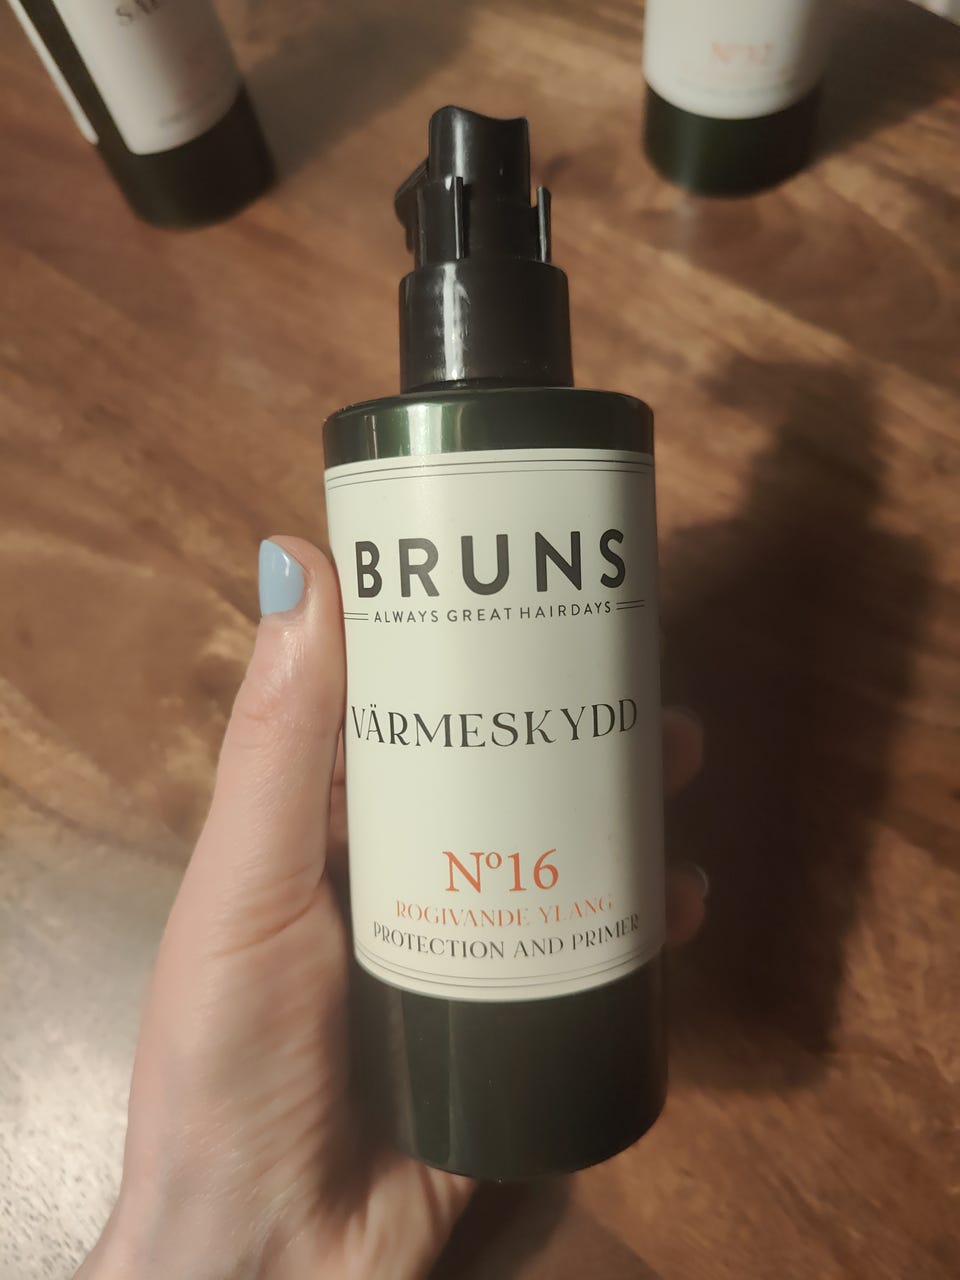 BRUNS
ALWAYS GREAT HAIRDAYS
VÄRMESKYDD
Nº16
ROGIVANDE YLANG
PROTECTION AND PRIMER